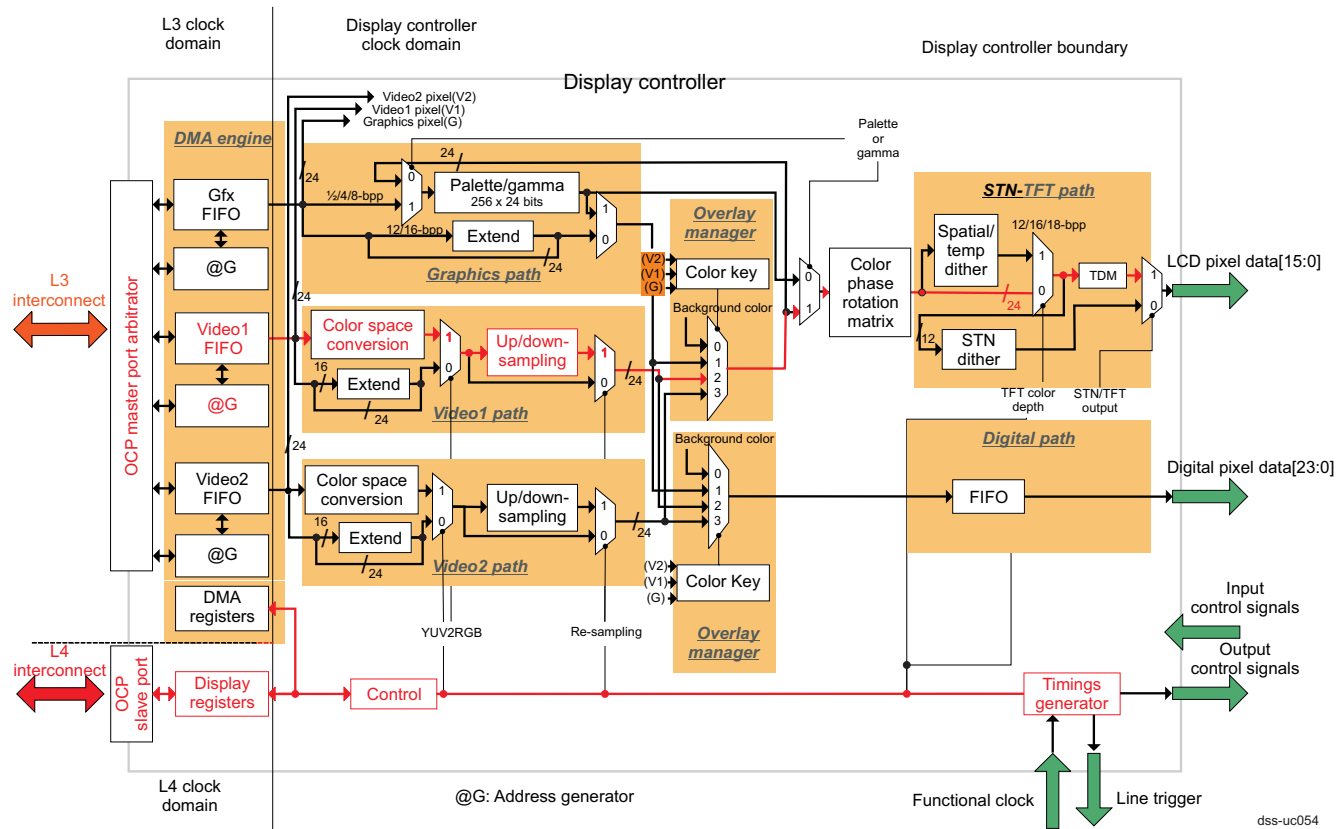 L3 clock
domain
Display controller
clock domain
Display controller boundary
Display controller
Video2 pixel(V2)
Video1 pixel(V1)
Graphics pixel(G)
DMA engine
24
Gfx
FIFO
@G
Video1
FIFO
@G
Video2
FIFO
@G
DMA
registers
L3
interconnect
OCP master port arbitrator
24
24
24
0
1
½/4/8-bpp
Palette/gamma
256 x 24 bits
12/16-bpp
Extend
24
1
0
Graphics path
Palette
or
gamma
Overlay
manager
(V2)
(V1)
(G)
Color key
Background color
0
1
2
3
0
1
Color
phase
rotation
matrix
STN-TFT path
Spatial/
temp
dither
12/16/18-bpp
1
0
24
TDM
1
0
12
STN
dither
TFT color
depth
STN/TFT
output
LCD pixel data[15:0]
Color space
conversion
16
Extend
24
1
0
Up/down-
sampling
1
0
24
Video1 path
Color space
conversion
16
Extend
24
1
0
Up/down-
sampling
1
0
24
Video2 path
Background color
0
1
2
3
(V2)
(V1)
(G)
Color Key
Overlay
manager
Digital path
FIFO
Digital pixel data[23:0]
YUV2RGB
Re-sampling
Input
control signals
Output
control signals
L4
interconnect
OCP
slave port
Display
registers
Control
Timings
generator
L4 clock
domain
@G: Address generator
Functional clock
Line trigger
dss-uc054